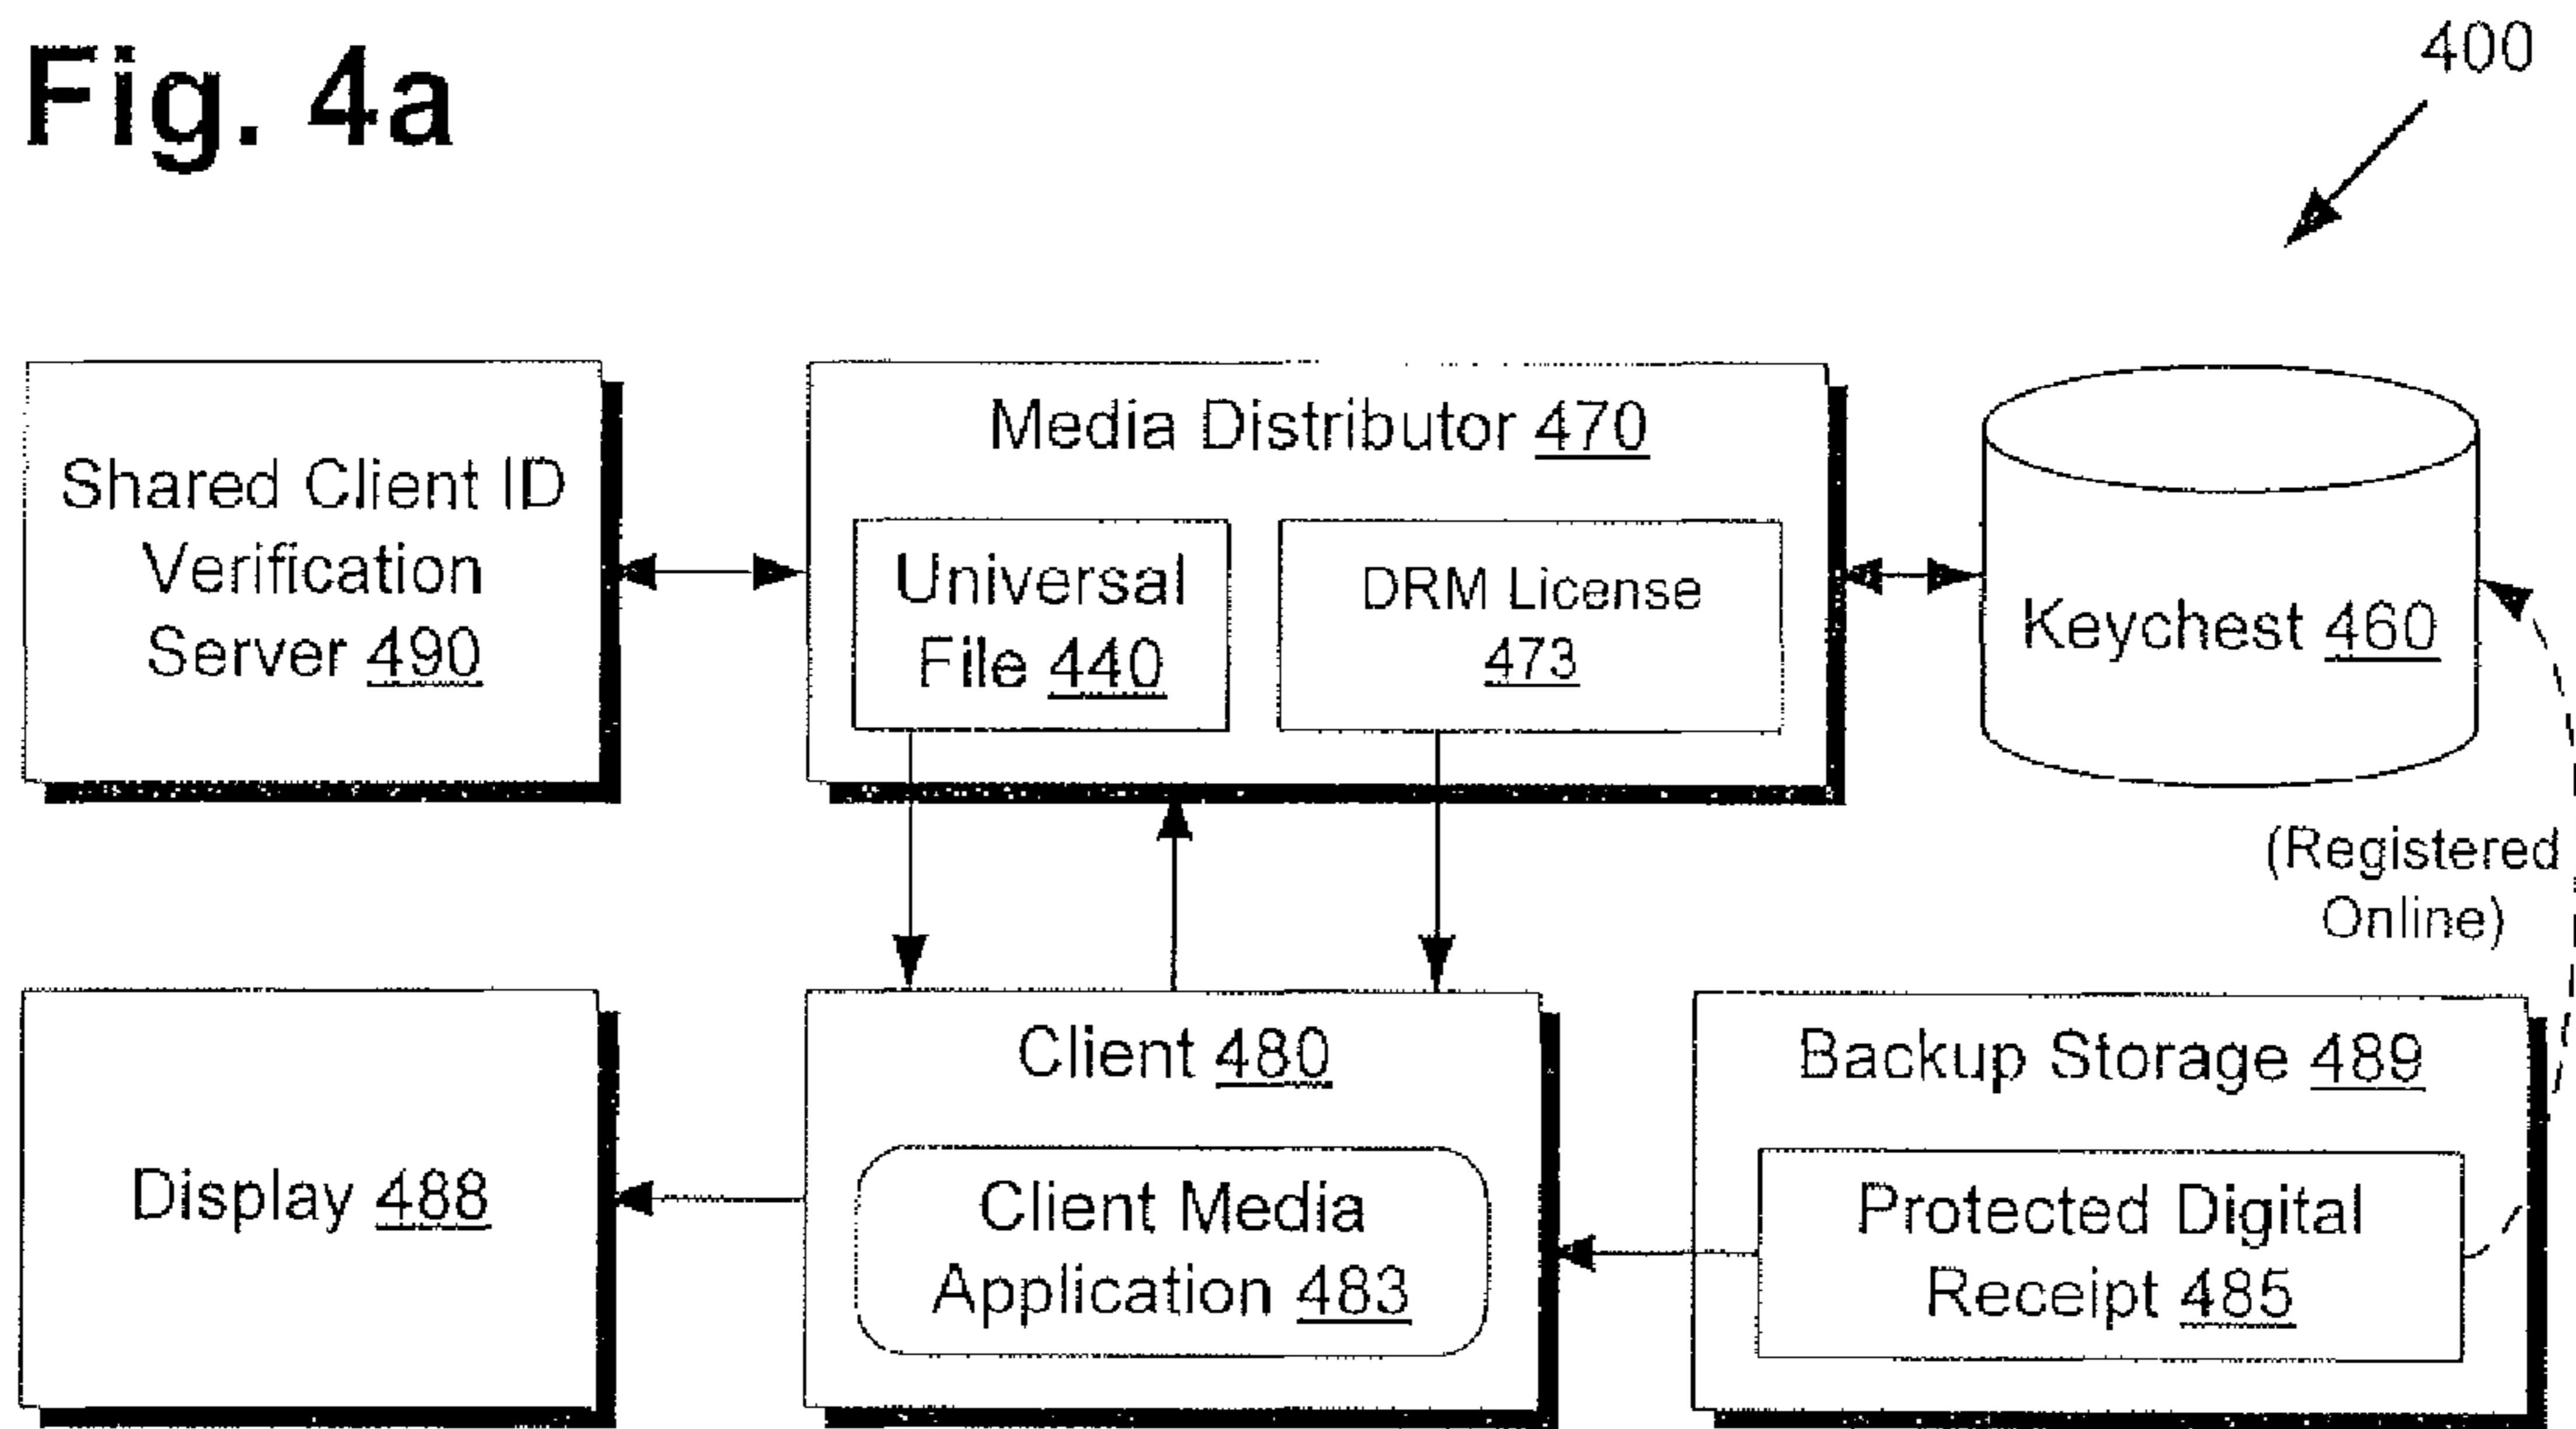 Fig. 4a
400
Shared Client ID
Verification
Server 490
Media Distributor 470
Universal
File 440
DRM License
473
Keychest 460
(Registered
Online)
Display 488
Client 480
Client Media
Application 483
Backup Storage 489
Protected Digital
Receipt 485